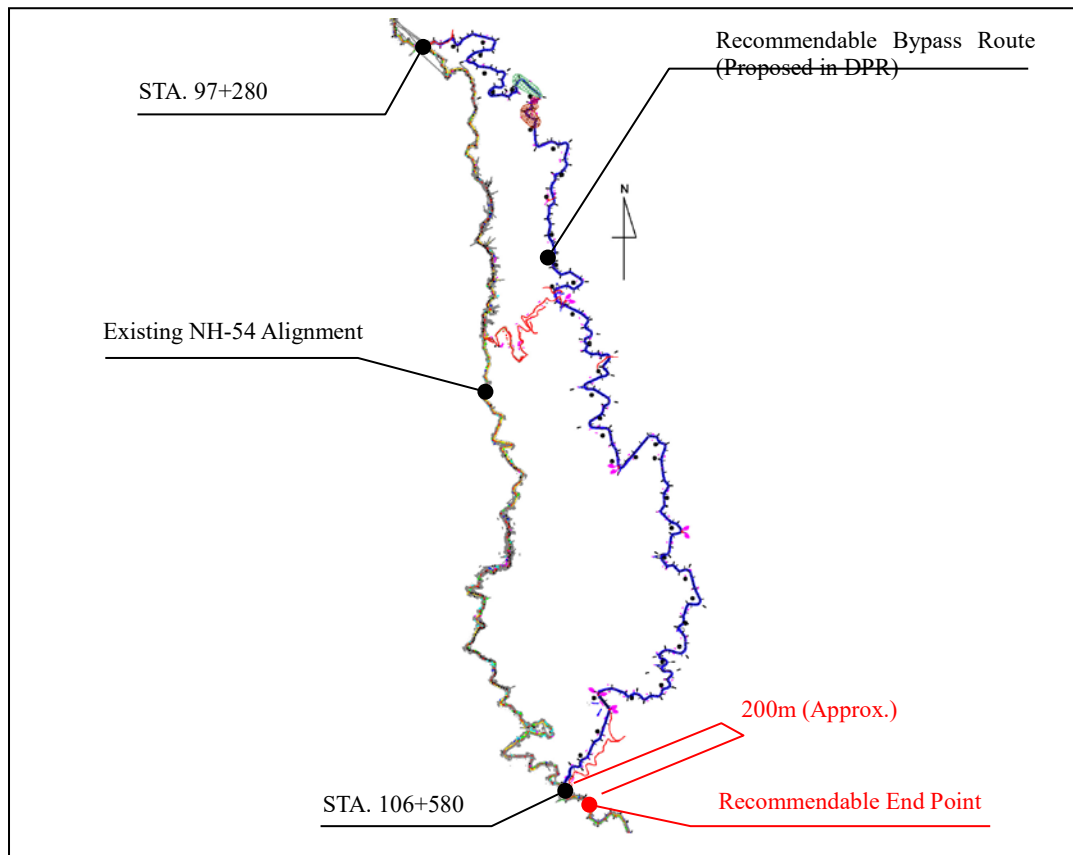 Recommendable Bypass Route
(Proposed in DPR)
STA. 97+280
N
Existing NH-54 Alignment
200m (Approx.)
STA. 106+580
Recommendable End Point